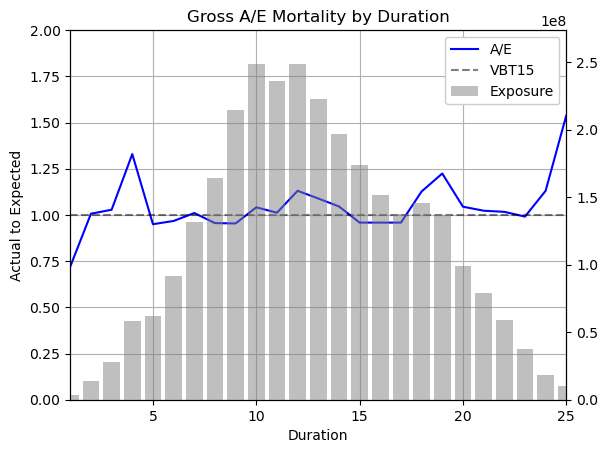 Gross A/E Mortality by Duration
1e8
2.00
1.75
1.50
1.25
1.00
0.75
0.50
0.25
0.00
Actual to Expected
A/E
VBT15
Exposure
2.5
2.0
1.5
1.0
0.5
0.0
5
10
15
20
25
Duration